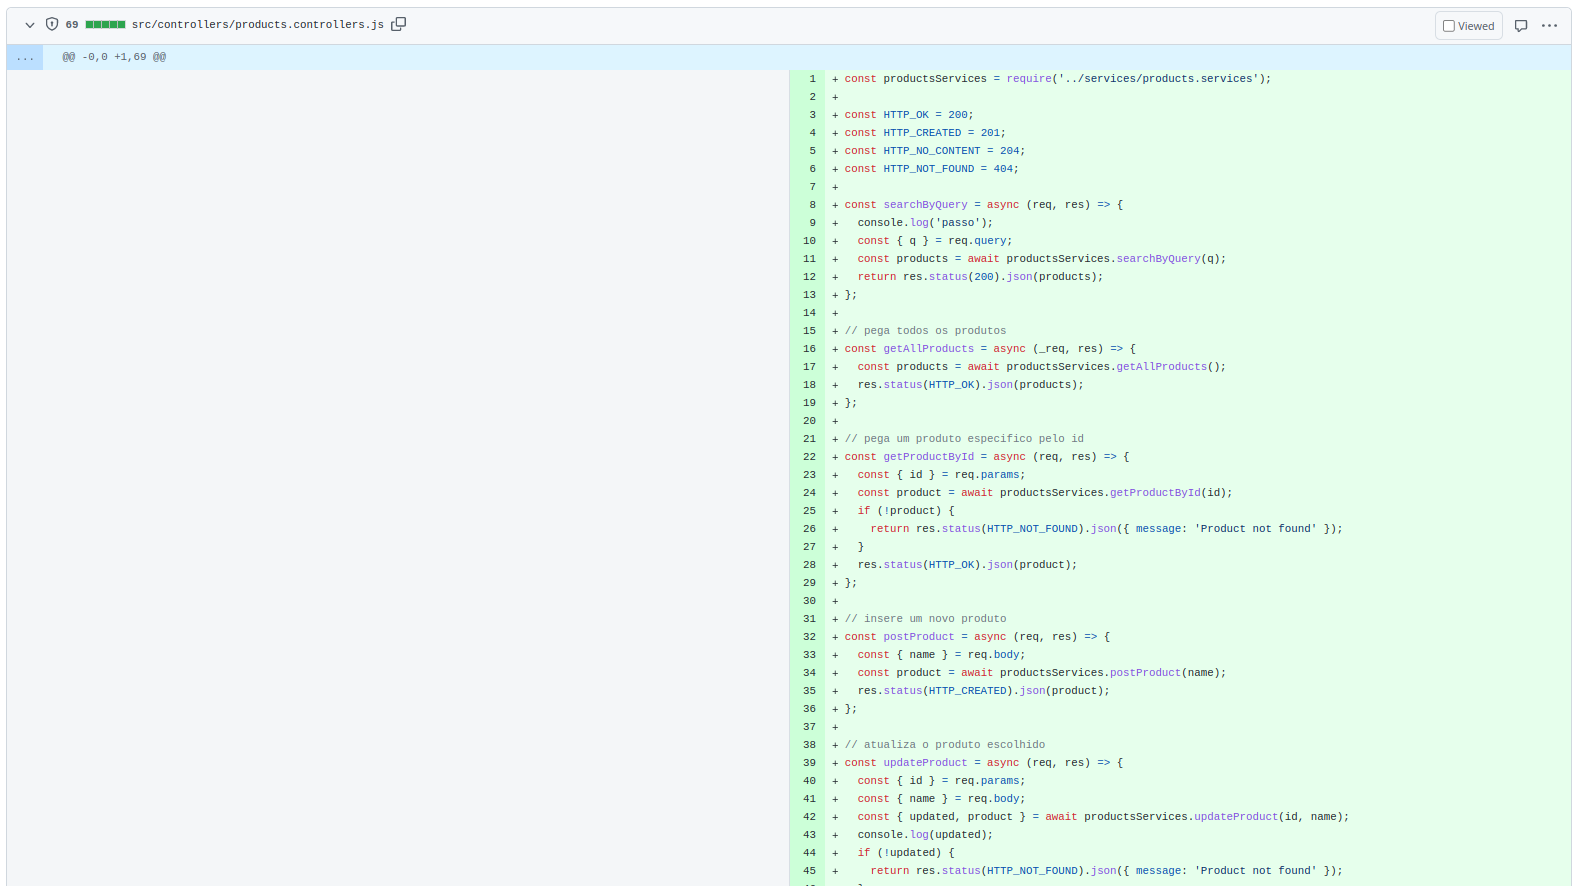 69 src/controllers/products.controllers.js Viewed
... @@ -0,0 +1,69 @@
1 + const productsServices = require('../services/products.services');
2 +
3 + const HTTP_OK = 200;
4 + const HTTP_CREATED = 201;
5 + const HTTP_NO_CONTENT = 204;
6 + const HTTP_NOT_FOUND = 404;
7 +
8 + const searchByQuery = async (req, res) => {
9 +   console.log('passo');
10 +   const { q } = req.query;
11 +   const products = await productsServices.searchByQuery(q);
12 +   return res.status(200).json(products);
13 + };
14 +
15 + // pega todos os produtos
16 + const getAllProducts = async (_req, res) => {
17 +   const products = await productsServices.getAllProducts();
18 +   res.status(HTTP_OK).json(products);
19 + };
20 +
21 + // pega um produto especifico pelo id
22 + const getProductById = async (req, res) => {
23 +   const { id } = req.params;
24 +   const product = await productsServices.getProductById(id);
25 +   if (!product) {
26 +     return res.status(HTTP_NOT_FOUND).json({ message: 'Product not found' });
27 +   }
28 +   res.status(HTTP_OK).json(product);
29 + };
30 +
31 + // insere um novo produto
32 + const postProduct = async (req, res) => {
33 +   const { name } = req.body;
34 +   const product = await productsServices.postProduct(name);
35 +   res.status(HTTP_CREATED).json(product);
36 + };
37 +
38 + // atualiza o produto escolhido
39 + const updateProduct = async (req, res) => {
40 +   const { id } = req.params;
41 +   const { name } = req.body;
42 +   const { updated, product } = await productsServices.updateProduct(id, name);
43 +   console.log(updated);
44 +   if (!updated) {
45 +     return res.status(HTTP_NOT_FOUND).json({ message: 'Product not found' });